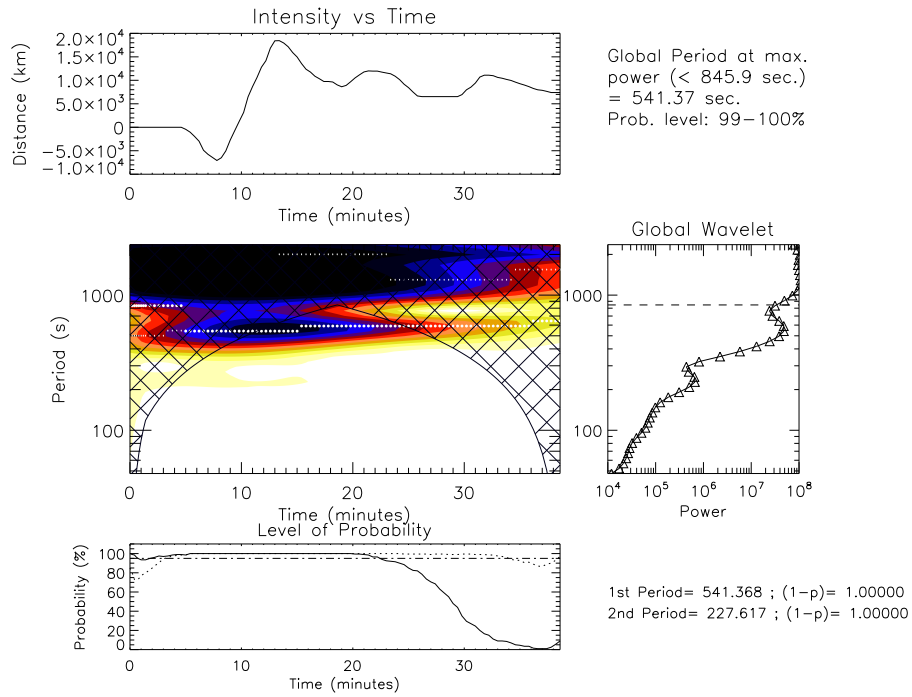 Intensity vs Time
Distance (km)
2.0×10⁴
1.5×10⁴
1.0×10⁴
5.0×10³
0
−5.0×10³
−1.0×10⁴
0 10 20 30
Time (minutes)
Global Period at max.
power (< 845.9 sec.)
= 541.37 sec.
Prob. level: 99−100%
Period (s)
1000
100
0 10 20 30
Time (minutes)
Global Wavelet
1000
100
10⁴ 10⁵ 10⁶ 10⁷ 10⁸
Power
Level of Probability
Probability (%)
100
80
60
40
20
0
0 10 20 30
Time (minutes)
1st Period= 541.368 ; (1−p)= 1.00000
2nd Period= 227.617 ; (1−p)= 1.00000